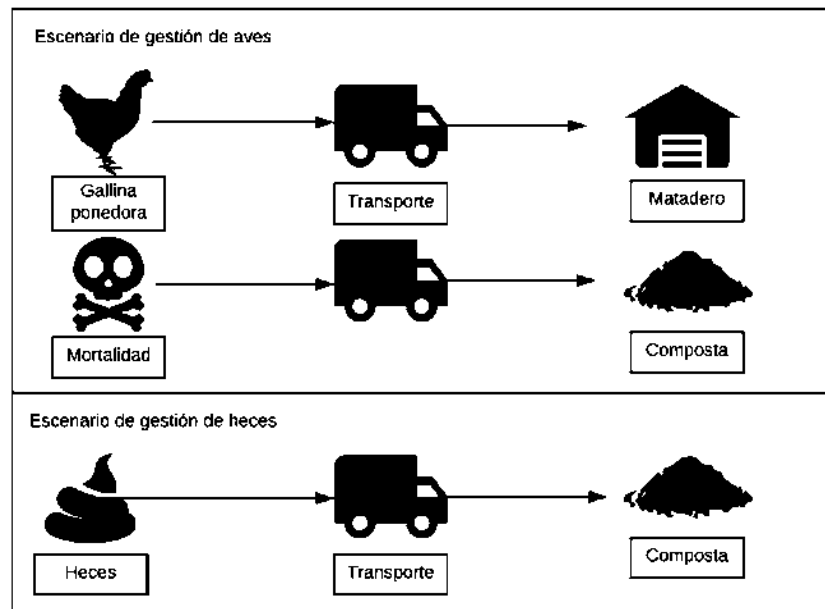 Escenario de gestión de aves
Gallina
ponedora
Transporte
Matadero
Mortalidad
Composta
Escenario de gestión de heces
Heces
Transporte
Composta